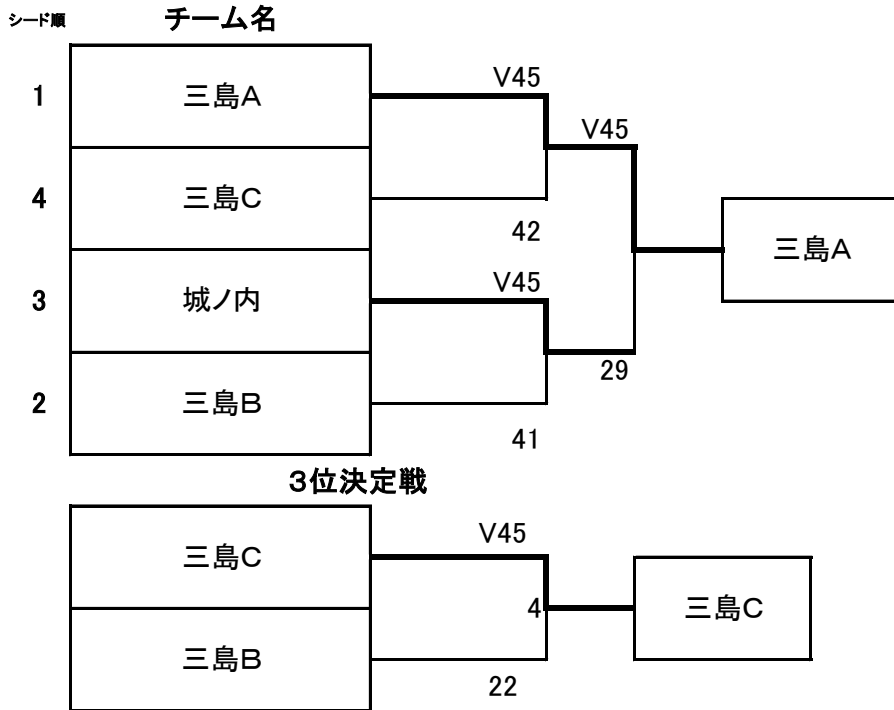 シード順 チーム名
1 三島A V45
V45
4 三島C 42
三島A
3 城ノ内 V45
29
2 三島B 41
3位決定戦
三島C V45
4 三島C
三島B 22